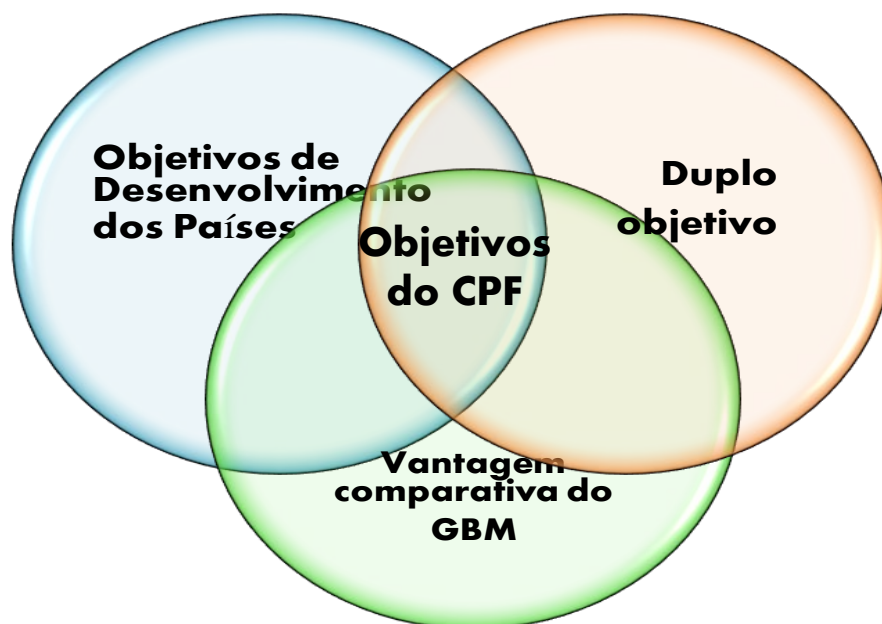 Objetivos de
Desenvolvimento
dos Países
Duplo
objetivo
Objetivos
do CPF
Vantagem
comparativa do
GBM